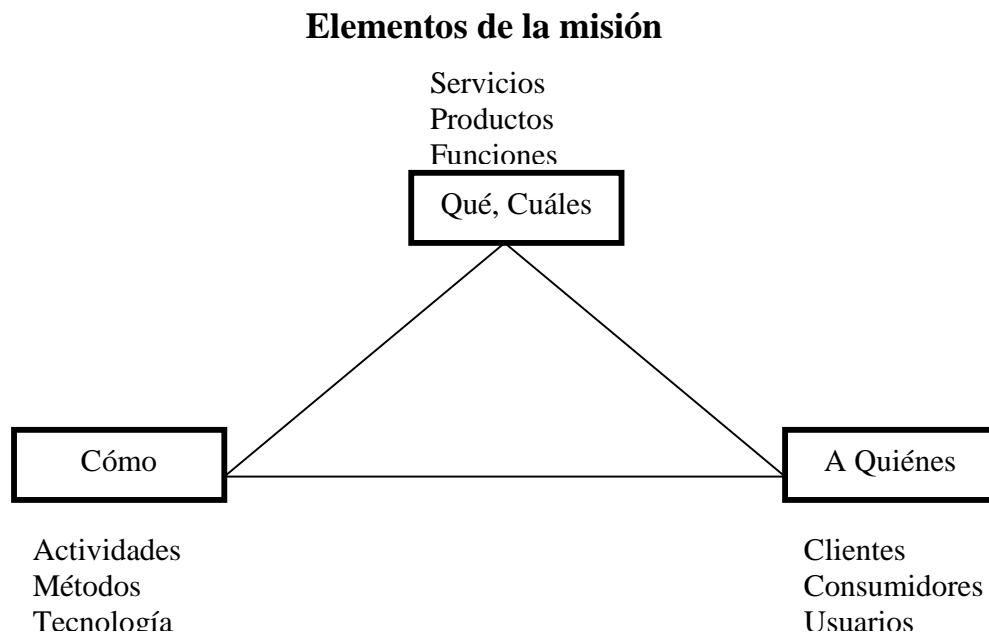 Elementos de la misión
Servicios
Productos
Funciones
Qué, Cuáles
Cómo
A Quiénes
Actividades
Métodos
Tecnología
Clientes
Consumidores
Usuarios